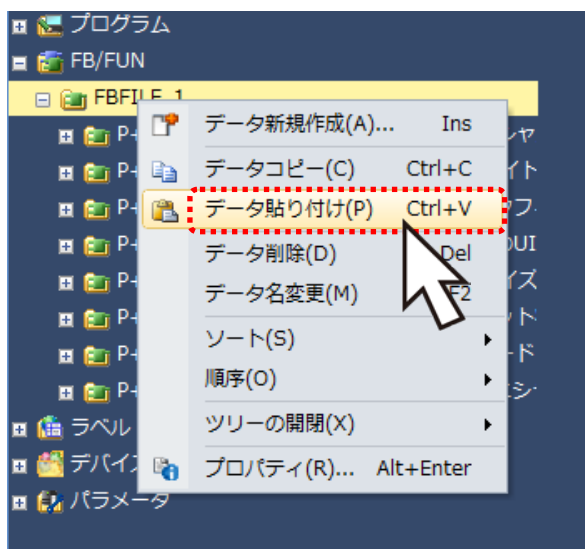 プログラム
FB/FUN
FBFILE_1
データ新規作成(A)... Ins
データコピー(C) Ctrl+C
データ貼り付け(P) Ctrl+V
データ削除(D) Del
データ名変更(M) F2
ソート(S)
順序(O)
ツリーの開閉(X)
プロパティ(R)... Alt+Enter
ラベル
デバイ
パラメータ